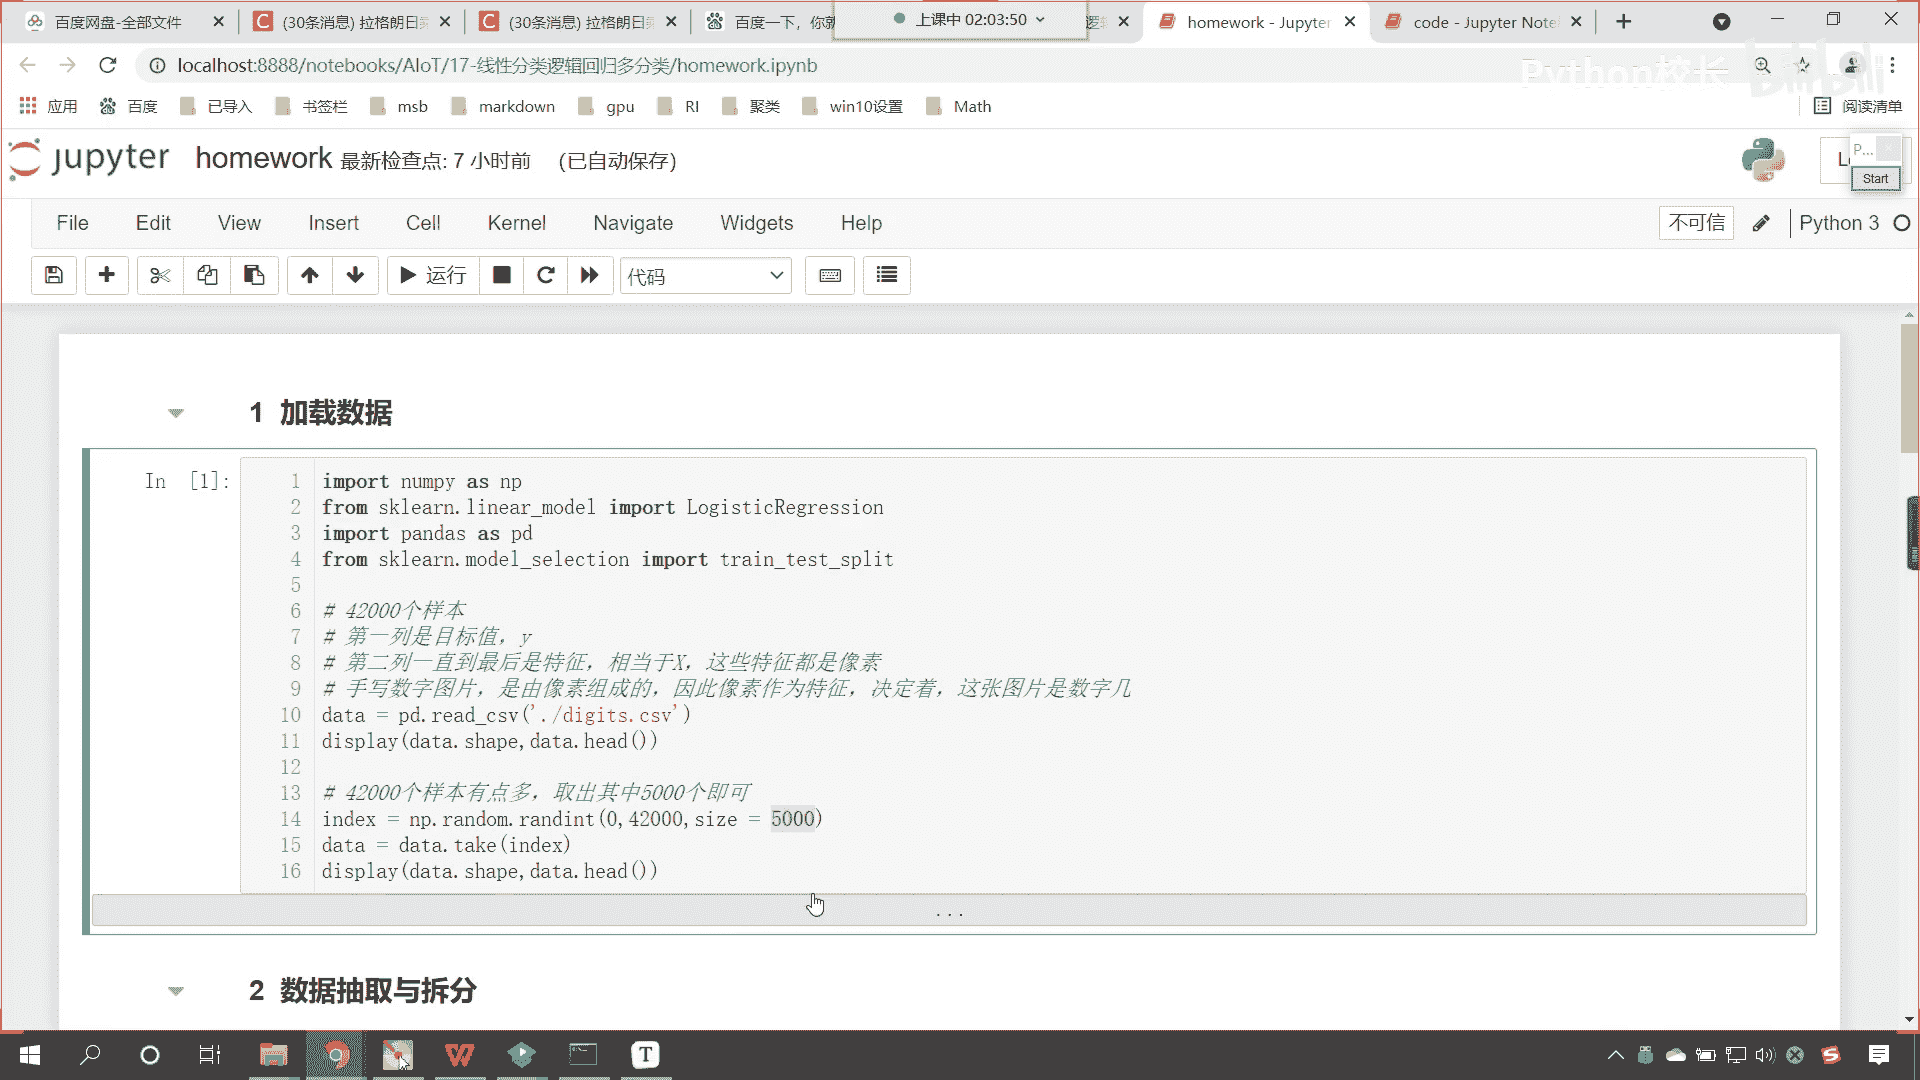 百度网盘-全部文件
(30条消息) 拉格朗日
(30条消息) 拉格朗日
百度一下，你就
上课中 02:03:50
homework - Jupyter
code - Jupyter Note
localhost:8888/notebooks/AIoT/17-线性分类逻辑回归多分类/homework.ipynb
Python校长
bilibili
应用
百度
已导入
书签栏
msb
markdown
gpu
RI
聚类
win10设置
Math
阅读清单
jupyter homework 最新检查点: 7 小时前 (已自动保存)
P...
Start
File Edit View Insert Cell Kernel Navigate Widgets Help
不可信
Python 3
运行
代码
1 加载数据
In [1]:
1 import numpy as np
2 from sklearn.linear_model import LogisticRegression
3 import pandas as pd
4 from sklearn.model_selection import train_test_split
5
6 # 42000个样本
7 # 第一列是目标值，y
8 # 第二列一直到最后是特征，相当于X，这些特征都是像素
9 # 手写数字图片，是由像素组成的，因此像素作为特征，决定着，这张图片是数字几
10 data = pd.read_csv('./digits.csv')
11 display(data.shape,data.head())
12
13 # 42000个样本有点多，取出其中5000个即可
14 index = np.random.randint(0,42000,size = 5000)
15 data = data.take(index)
16 display(data.shape,data.head())
...
2 数据抽取与拆分